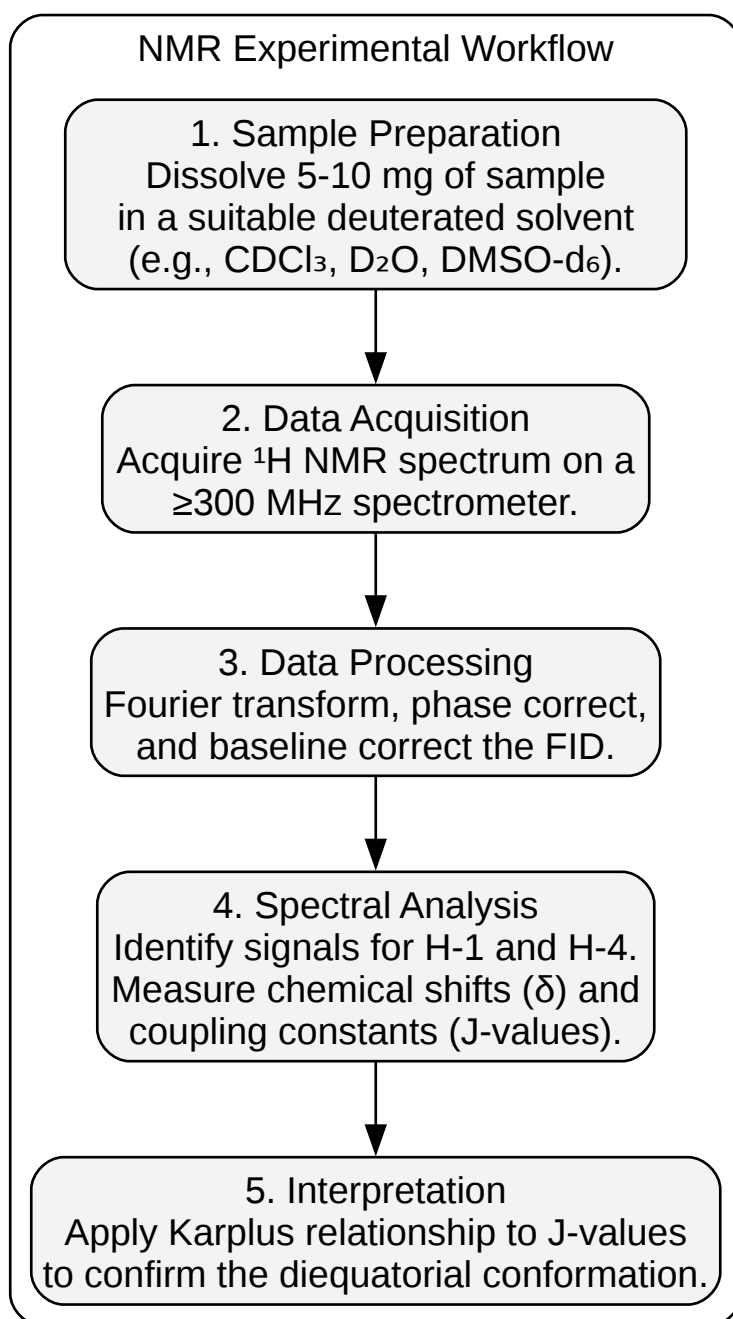 NMR Experimental Workflow
1. Sample Preparation
Dissolve 5-10 mg of sample
in a suitable deuterated solvent
(e.g., CDCl₃, D₂O, DMSO-d₆).
2. Data Acquisition
Acquire ¹H NMR spectrum on a
≥300 MHz spectrometer.
3. Data Processing
Fourier transform, phase correct,
and baseline correct the FID.
4. Spectral Analysis
Identify signals for H-1 and H-4.
Measure chemical shifts (δ) and
coupling constants (J-values).
5. Interpretation
Apply Karplus relationship to J-values
to confirm the diequatorial conformation.